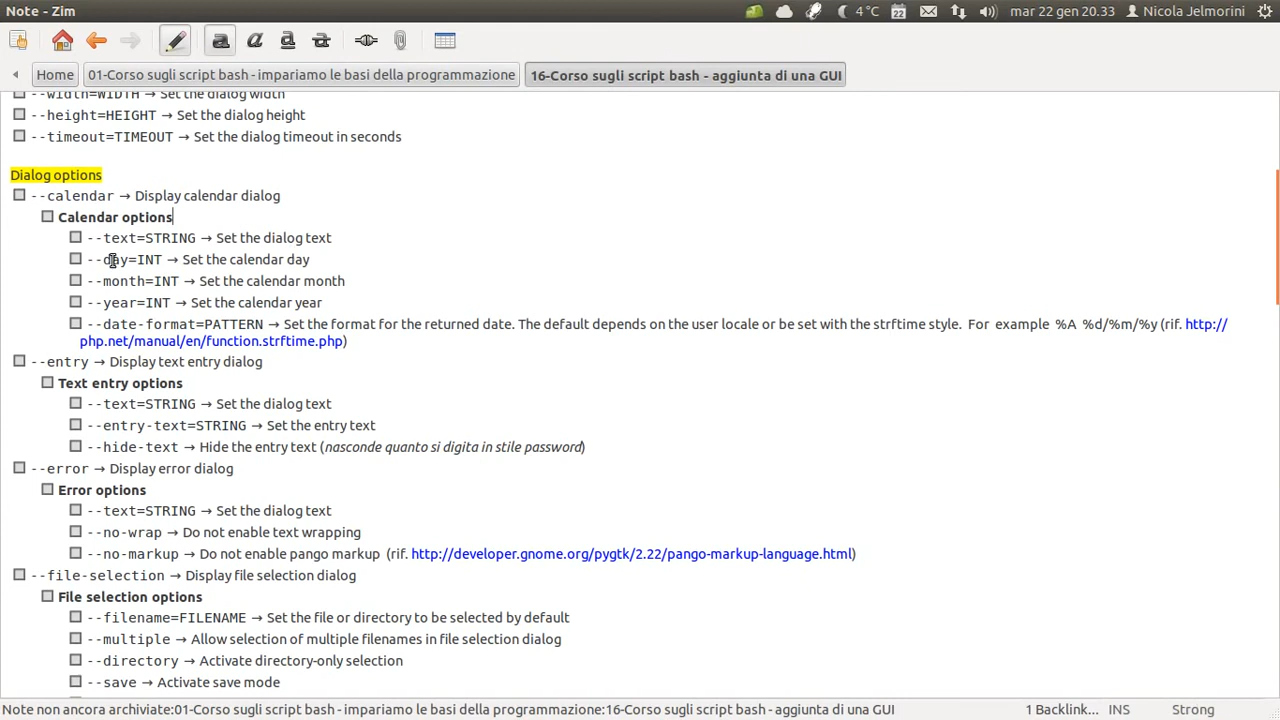 Note - Zim
4 °C
22
mar 22 gen 20.33
Nicola Jelmorini
a a a a
Home
01-Corso sugli script bash - impariamo le basi della programmazione
16-Corso sugli script bash - aggiunta di una GUI
--width=WIDTH → Set the dialog width
--height=HEIGHT → Set the dialog height
--timeout=TIMEOUT → Set the dialog timeout in seconds
Dialog options
--calendar → Display calendar dialog
Calendar options
--text=STRING → Set the dialog text
--day=INT → Set the calendar day
--month=INT → Set the calendar month
--year=INT → Set the calendar year
--date-format=PATTERN → Set the format for the returned date. The default depends on the user locale or be set with the strftime style. For example %A %d/%m/%y (rif. http://
php.net/manual/en/function.strftime.php)
--entry → Display text entry dialog
Text entry options
--text=STRING → Set the dialog text
--entry-text=STRING → Set the entry text
--hide-text → Hide the entry text (nasconde quanto si digita in stile password)
--error → Display error dialog
Error options
--text=STRING → Set the dialog text
--no-wrap → Do not enable text wrapping
--no-markup → Do not enable pango markup (rif. http://developer.gnome.org/pygtk/2.22/pango-markup-language.html)
--file-selection → Display file selection dialog
File selection options
--filename=FILENAME → Set the file or directory to be selected by default
--multiple → Allow selection of multiple filenames in file selection dialog
--directory → Activate directory-only selection
--save → Activate save mode
Note non ancora archiviate:01-Corso sugli script bash - impariamo le basi della programmazione:16-Corso sugli script bash - aggiunta di una GUI
1 Backlink...
INS
Strong